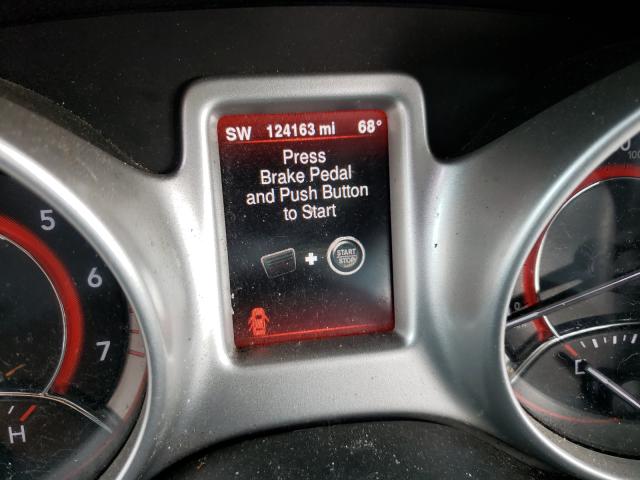 SW 124163 mi 68°
Press
Brake Pedal
and Push Button
to Start
START
STOP
5
6
7
H